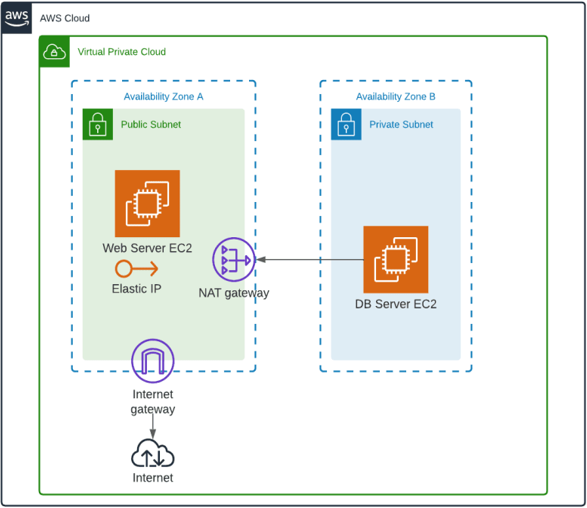 aws
AWS Cloud
Virtual Private Cloud
Availability Zone A
Availability Zone B
Public Subnet
Private Subnet
Web Server EC2
Elastic IP
NAT gateway
DB Server EC2
Internet
gateway
Internet